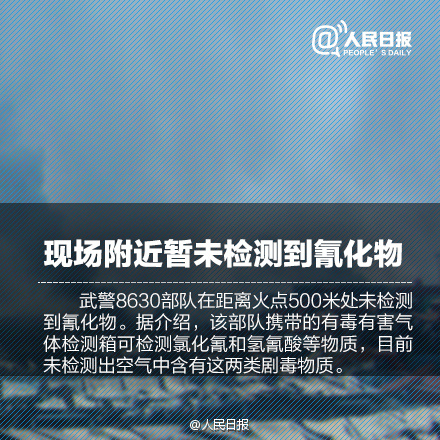 @人民日报
PEOPLE'S DAILY
现场附近暂未检测到氰化物
武警8630部队在距离火点500米处未检测
到氰化物。据介绍，该部队携带的有毒有害气
体检测箱可检测氯化氰和氢氰酸等物质，目前
未检测出空气中含有这两类剧毒物质。
@人民日报